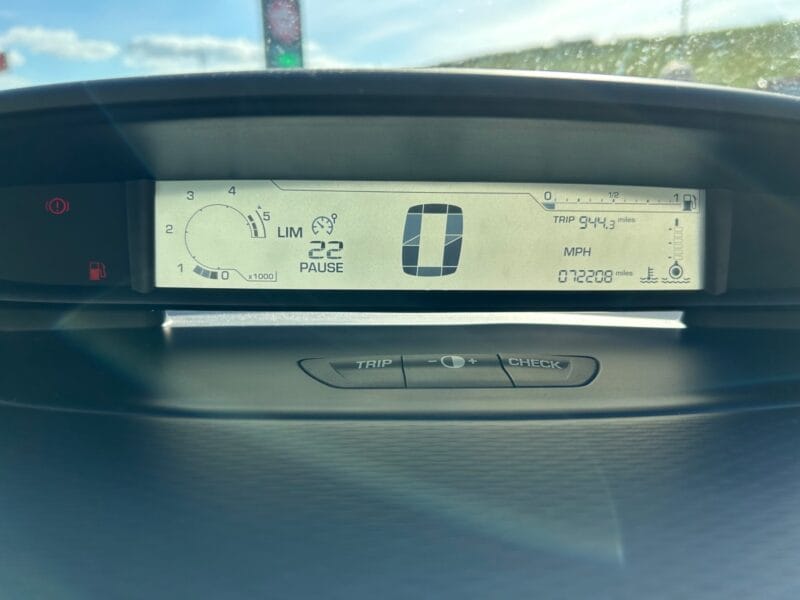 4
3
5
2
1
0
x1000
LIM
22
PAUSE
0
0 1/2 1
TRIP 944.3 miles
MPH
072208 miles
TRIP - + CHECK